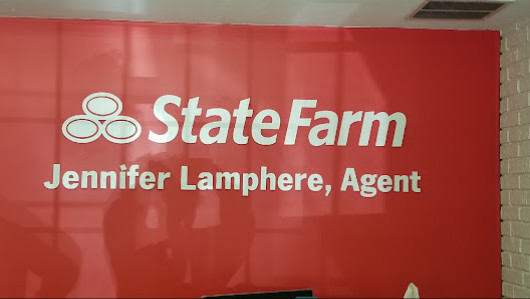 StateFarm
Jennifer Lamphere, Agent